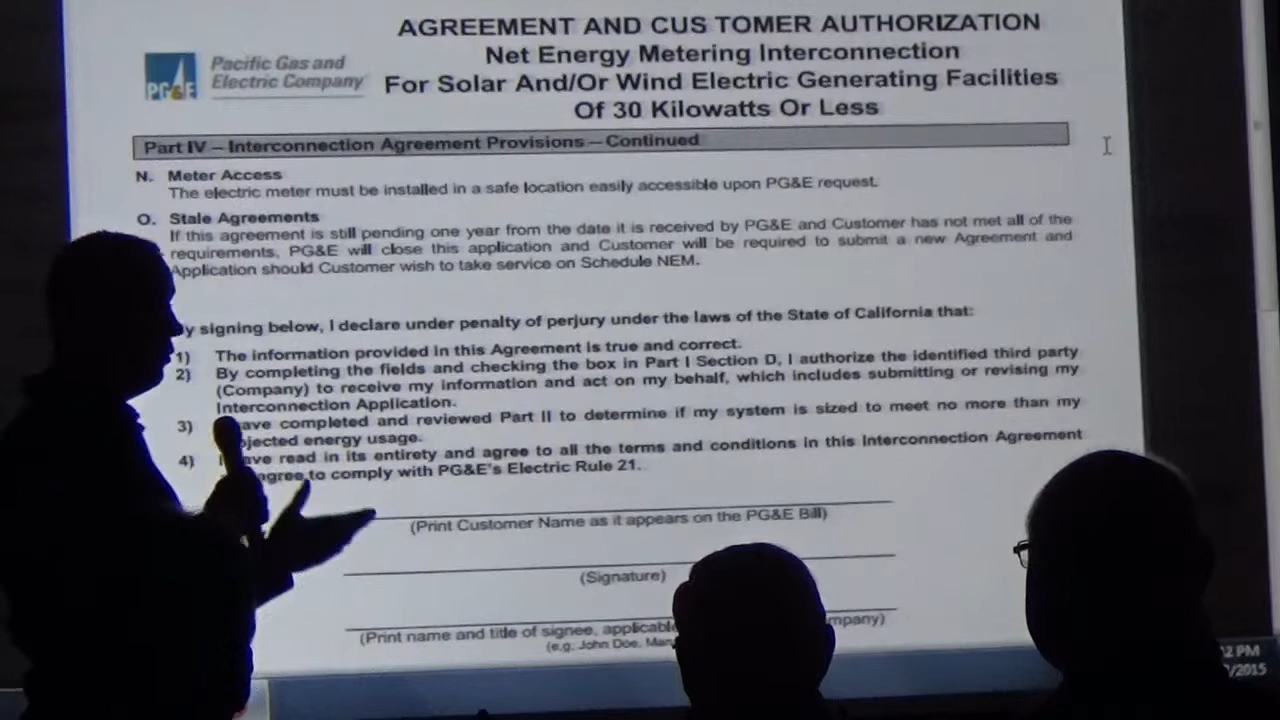 AGREEMENT AND CUS TOMER AUTHORIZATION
Net Energy Metering Interconnection
For Solar And/Or Wind Electric Generating Facilities
Of 30 Kilowatts Or Less
PG&E
Pacific Gas and
Electric Company
Part IV – Interconnection Agreement Provisions – Continued
N. Meter Access
The electric meter must be installed in a safe location easily accessible upon PG&E request.
O. Stale Agreements
If this agreement is still pending one year from the date it is received by PG&E and Customer has not met all of the
requirements, PG&E will close this application and Customer will be required to submit a new Agreement and
Application should Customer wish to take service on Schedule NEM.
y signing below, I declare under penalty of perjury under the laws of the State of California that:
1) The information provided in this Agreement is true and correct.
2) By completing the fields and checking the box in Part I Section D, I authorize the identified third party
(Company) to receive my information and act on my behalf, which includes submitting or revising my
Interconnection Application.
3) ave completed and reviewed Part II to determine if my system is sized to meet no more than my
ojected energy usage.
4) I ave read in its entirety and agree to all the terms and conditions in this Interconnection Agreement
agree to comply with PG&E's Electric Rule 21.
(Print Customer Name as it appears on the PG&E Bill)
(Signature)
(Print name and title of signee, applicabl mpany)
(e.g. John Doe, Man
2 PM
/2015